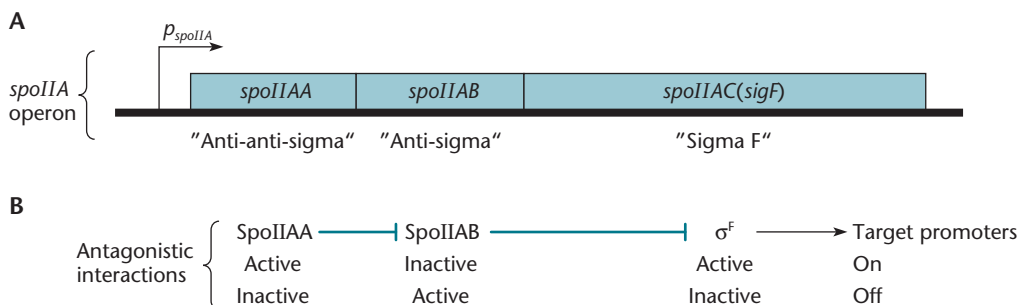 A
pspoIIA
spoIIA
operon
spoIIAA spoIIAB spoIIAC(sigF)
"Anti-anti-sigma“ "Anti-sigma“ "Sigma F“
B
Antagonistic
interactions
SpoIIAA SpoIIAB σF Target promoters
Active Inactive Active On
Inactive Active Inactive Off